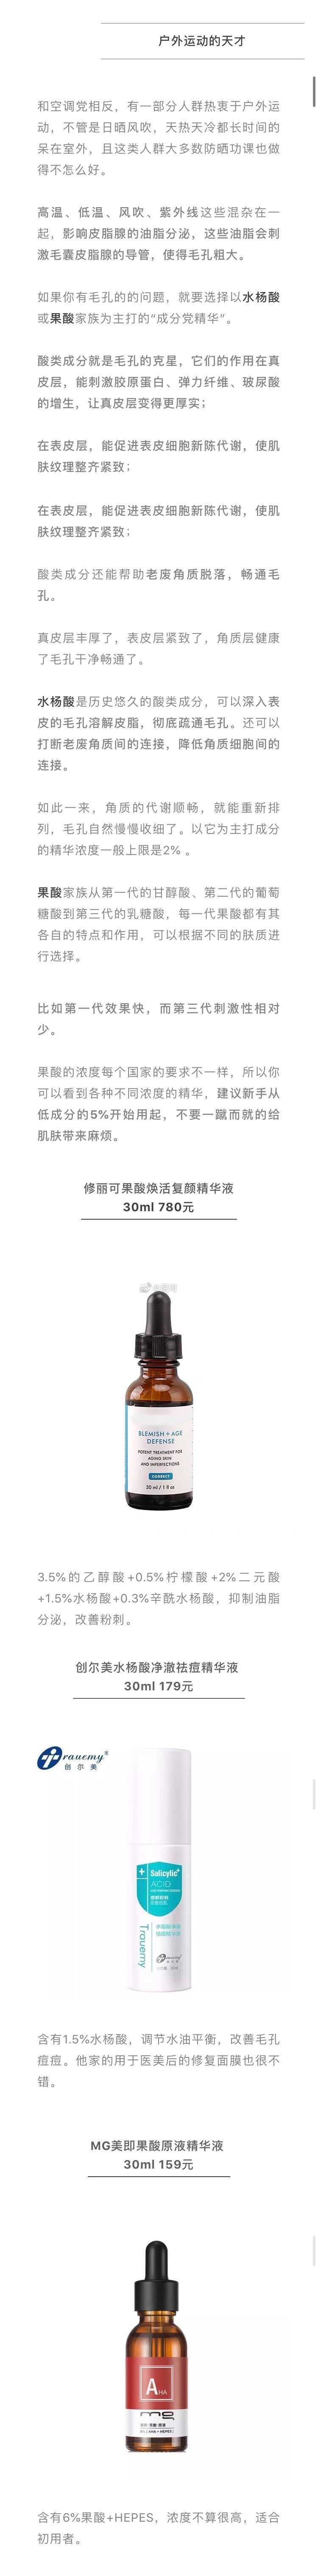 户外运动的天才
和空调党相反，有一部分人群热衷于户外运
动，不管是日晒风吹，天热天冷都长时间的
呆在室外，且这类人群大多数防晒功课也做
得不怎么好。
高温、低温、风吹、紫外线这些混杂在一
起，影响皮脂腺的油脂分泌，这些油脂会刺
激毛囊皮脂腺的导管，使得毛孔粗大。
如果你有毛孔的的问题，就要选择以水杨酸
或果酸家族为主打的“成分党精华”。
酸类成分就是毛孔的克星，它们的作用在真
皮层，能刺激胶原蛋白、弹力纤维、玻尿酸
的增生，让真皮层变得更厚实；
在表皮层，能促进表皮细胞新陈代谢，使肌
肤纹理整齐紧致；
在表皮层，能促进表皮细胞新陈代谢，使肌
肤纹理整齐紧致；
酸类成分还能帮助老废角质脱落，畅通毛
孔。
真皮层丰厚了，表皮层紧致了，角质层健康
了毛孔干净畅通了。
水杨酸是历史悠久的酸类成分，可以深入表
皮的毛孔溶解皮脂，彻底疏通毛孔。还可以
打断老废角质间的连接，降低角质细胞间的
连接。
如此一来，角质的代谢顺畅，就能重新排
列，毛孔自然慢慢收细了。以它为主打成分
的精华浓度一般上限是2% 。
果酸家族从第一代的甘醇酸、第二代的葡萄
糖酸到第三代的乳糖酸，每一代果酸都有其
各自的特点和作用，可以根据不同的肤质进
行选择。
比如第一代效果快，而第三代刺激性相对
少。
果酸的浓度每个国家的要求不一样，所以你
可以看到各种不同浓度的精华，建议新手从
低成分的5%开始用起，不要一蹴而就的给
肌肤带来麻烦。
修丽可果酸焕活复颜精华液
30ml 780元
BLEMISH + AGE
DEFENSE
POTENT TREATMENT FOR
AGING SKIN
AND IMPERFECTIONS
CORRECT
30 ml / 1 fl oz
3.5%的乙醇酸+0.5%柠檬酸+2%二元酸
+1.5%水杨酸+0.3%辛酰水杨酸，抑制油脂
分泌，改善粉刺。
创尔美水杨酸净澈祛痘精华液
30ml 179元
Trauemy®
创尔美
Salicylic
ACID
Trauemy
含有1.5%水杨酸，调节水油平衡，改善毛孔
痘痘。他家的用于医美后的修复面膜也很不
错。
MG美即果酸原液精华液
30ml 159元
A HA
mg
含有6%果酸+HEPES，浓度不算很高，适合
初用者。